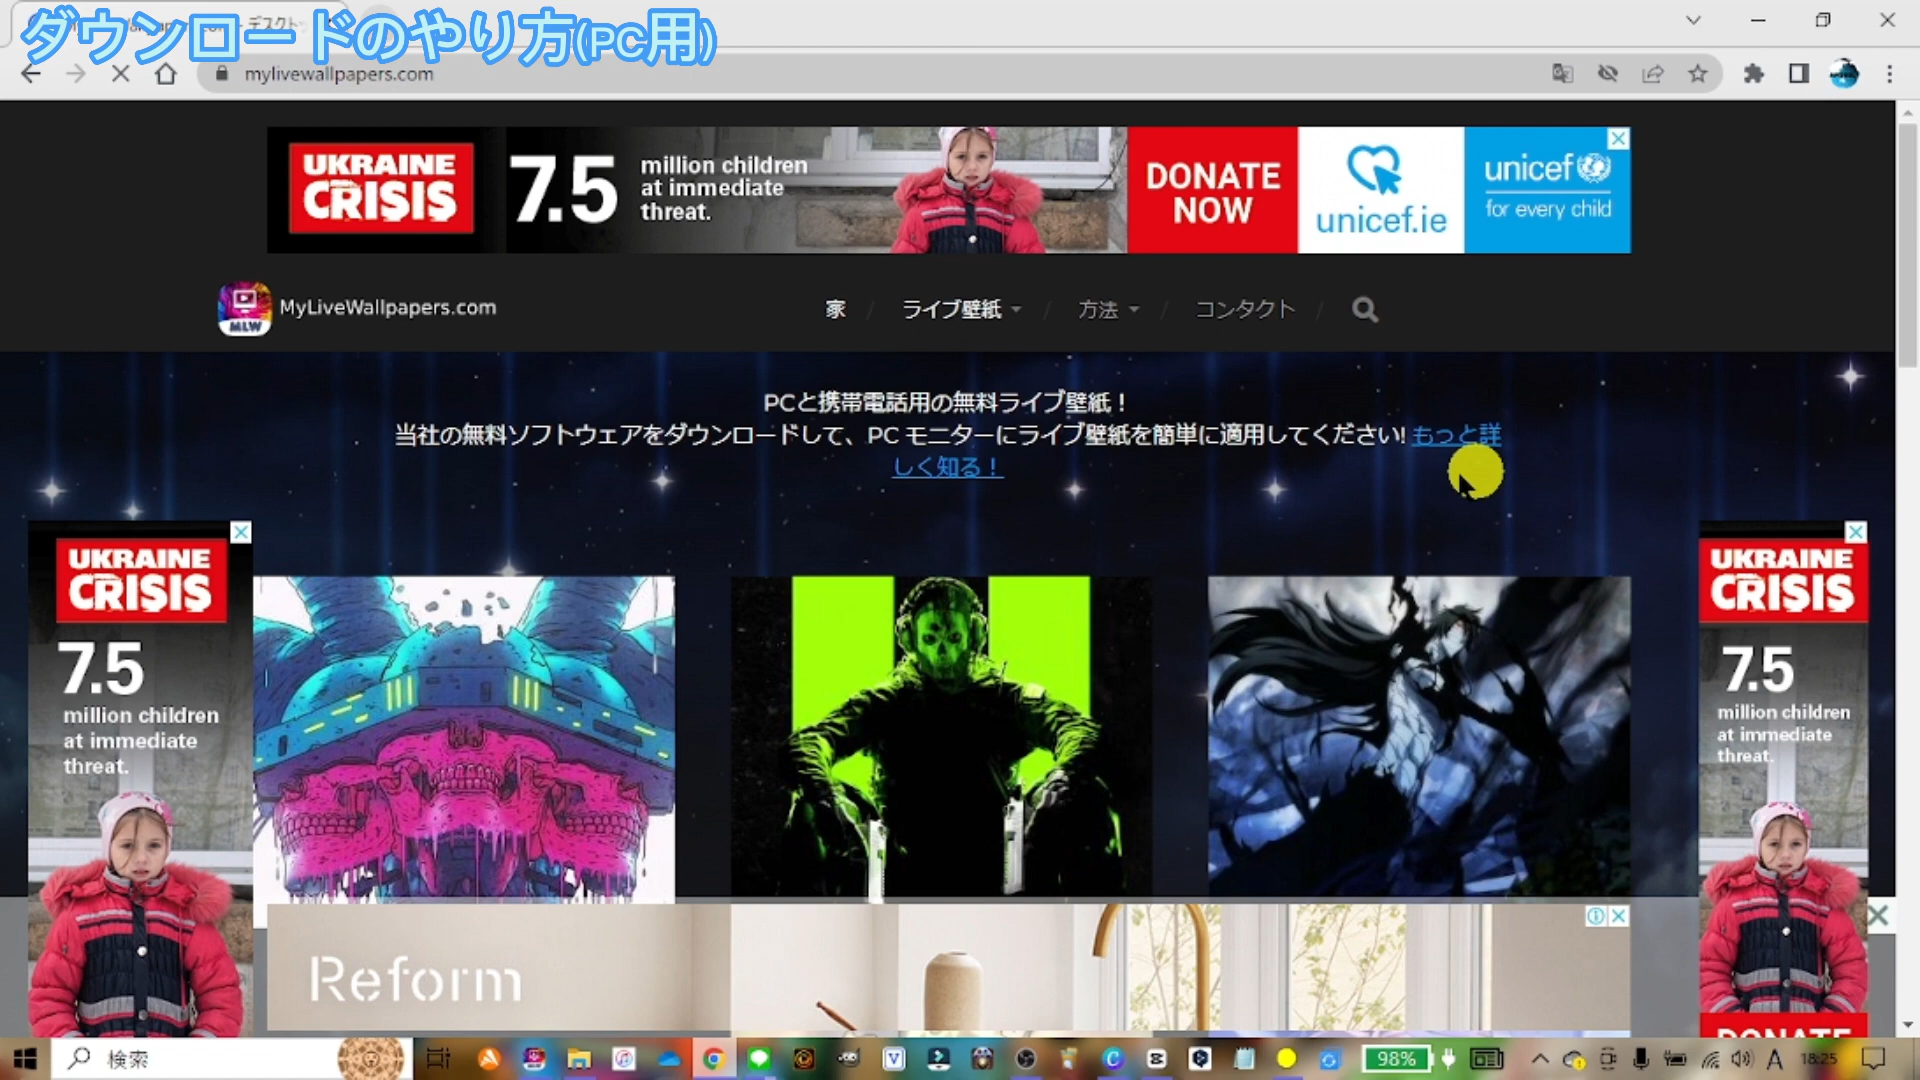 ダウンロードのやり方(PC用)
mylivewallpapers.com
UKRAINE
CRISIS
7.5
million children
at immediate
threat.
DONATE
NOW
unicef.ie
unicef
for every child
MLW
MyLiveWallpapers.com
家
ライブ壁紙
方法
コンタクト
PCと携帯電話用の無料ライブ壁紙！
当社の無料ソフトウェアをダウンロードして、PC モニターにライブ壁紙を簡単に適用してください! もっと詳
しく知る！
UKRAINE
CRISIS
7.5
million children
at immediate
threat.
UKRAINE
CRISIS
7.5
million children
at immediate
threat.
DONATE
Reform
検索
98%
A
18:25